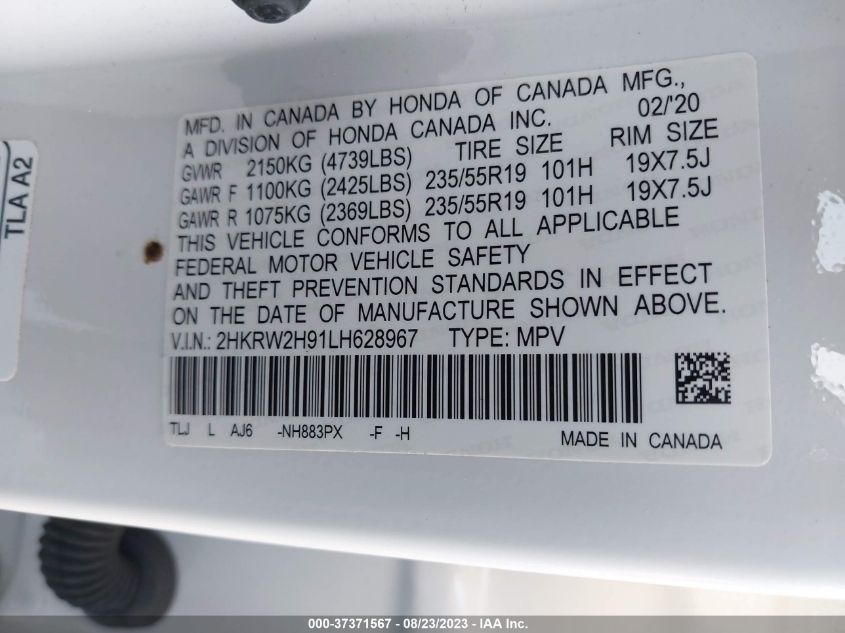 TLA A2
MFD. IN CANADA BY HONDA OF CANADA MFG.,
A DIVISION OF HONDA CANADA INC. 02/'20
GVWR 2150KG (4739LBS) TIRE SIZE RIM SIZE
GAWR F 1100KG (2425LBS) 235/55R19 101H 19X7.5J
GAWR R 1075KG (2369LBS) 235/55R19 101H 19X7.5J
THIS VEHICLE CONFORMS TO ALL APPLICABLE
FEDERAL MOTOR VEHICLE SAFETY
AND THEFT PREVENTION STANDARDS IN EFFECT
ON THE DATE OF MANUFACTURE SHOWN ABOVE.
V.I.N.: 2HKRW2H91LH628967 TYPE: MPV
TLJ L AJ6 -NH883PX -F -H MADE IN CANADA
000-37371567 / 08/23/2023 - IAA Inc.